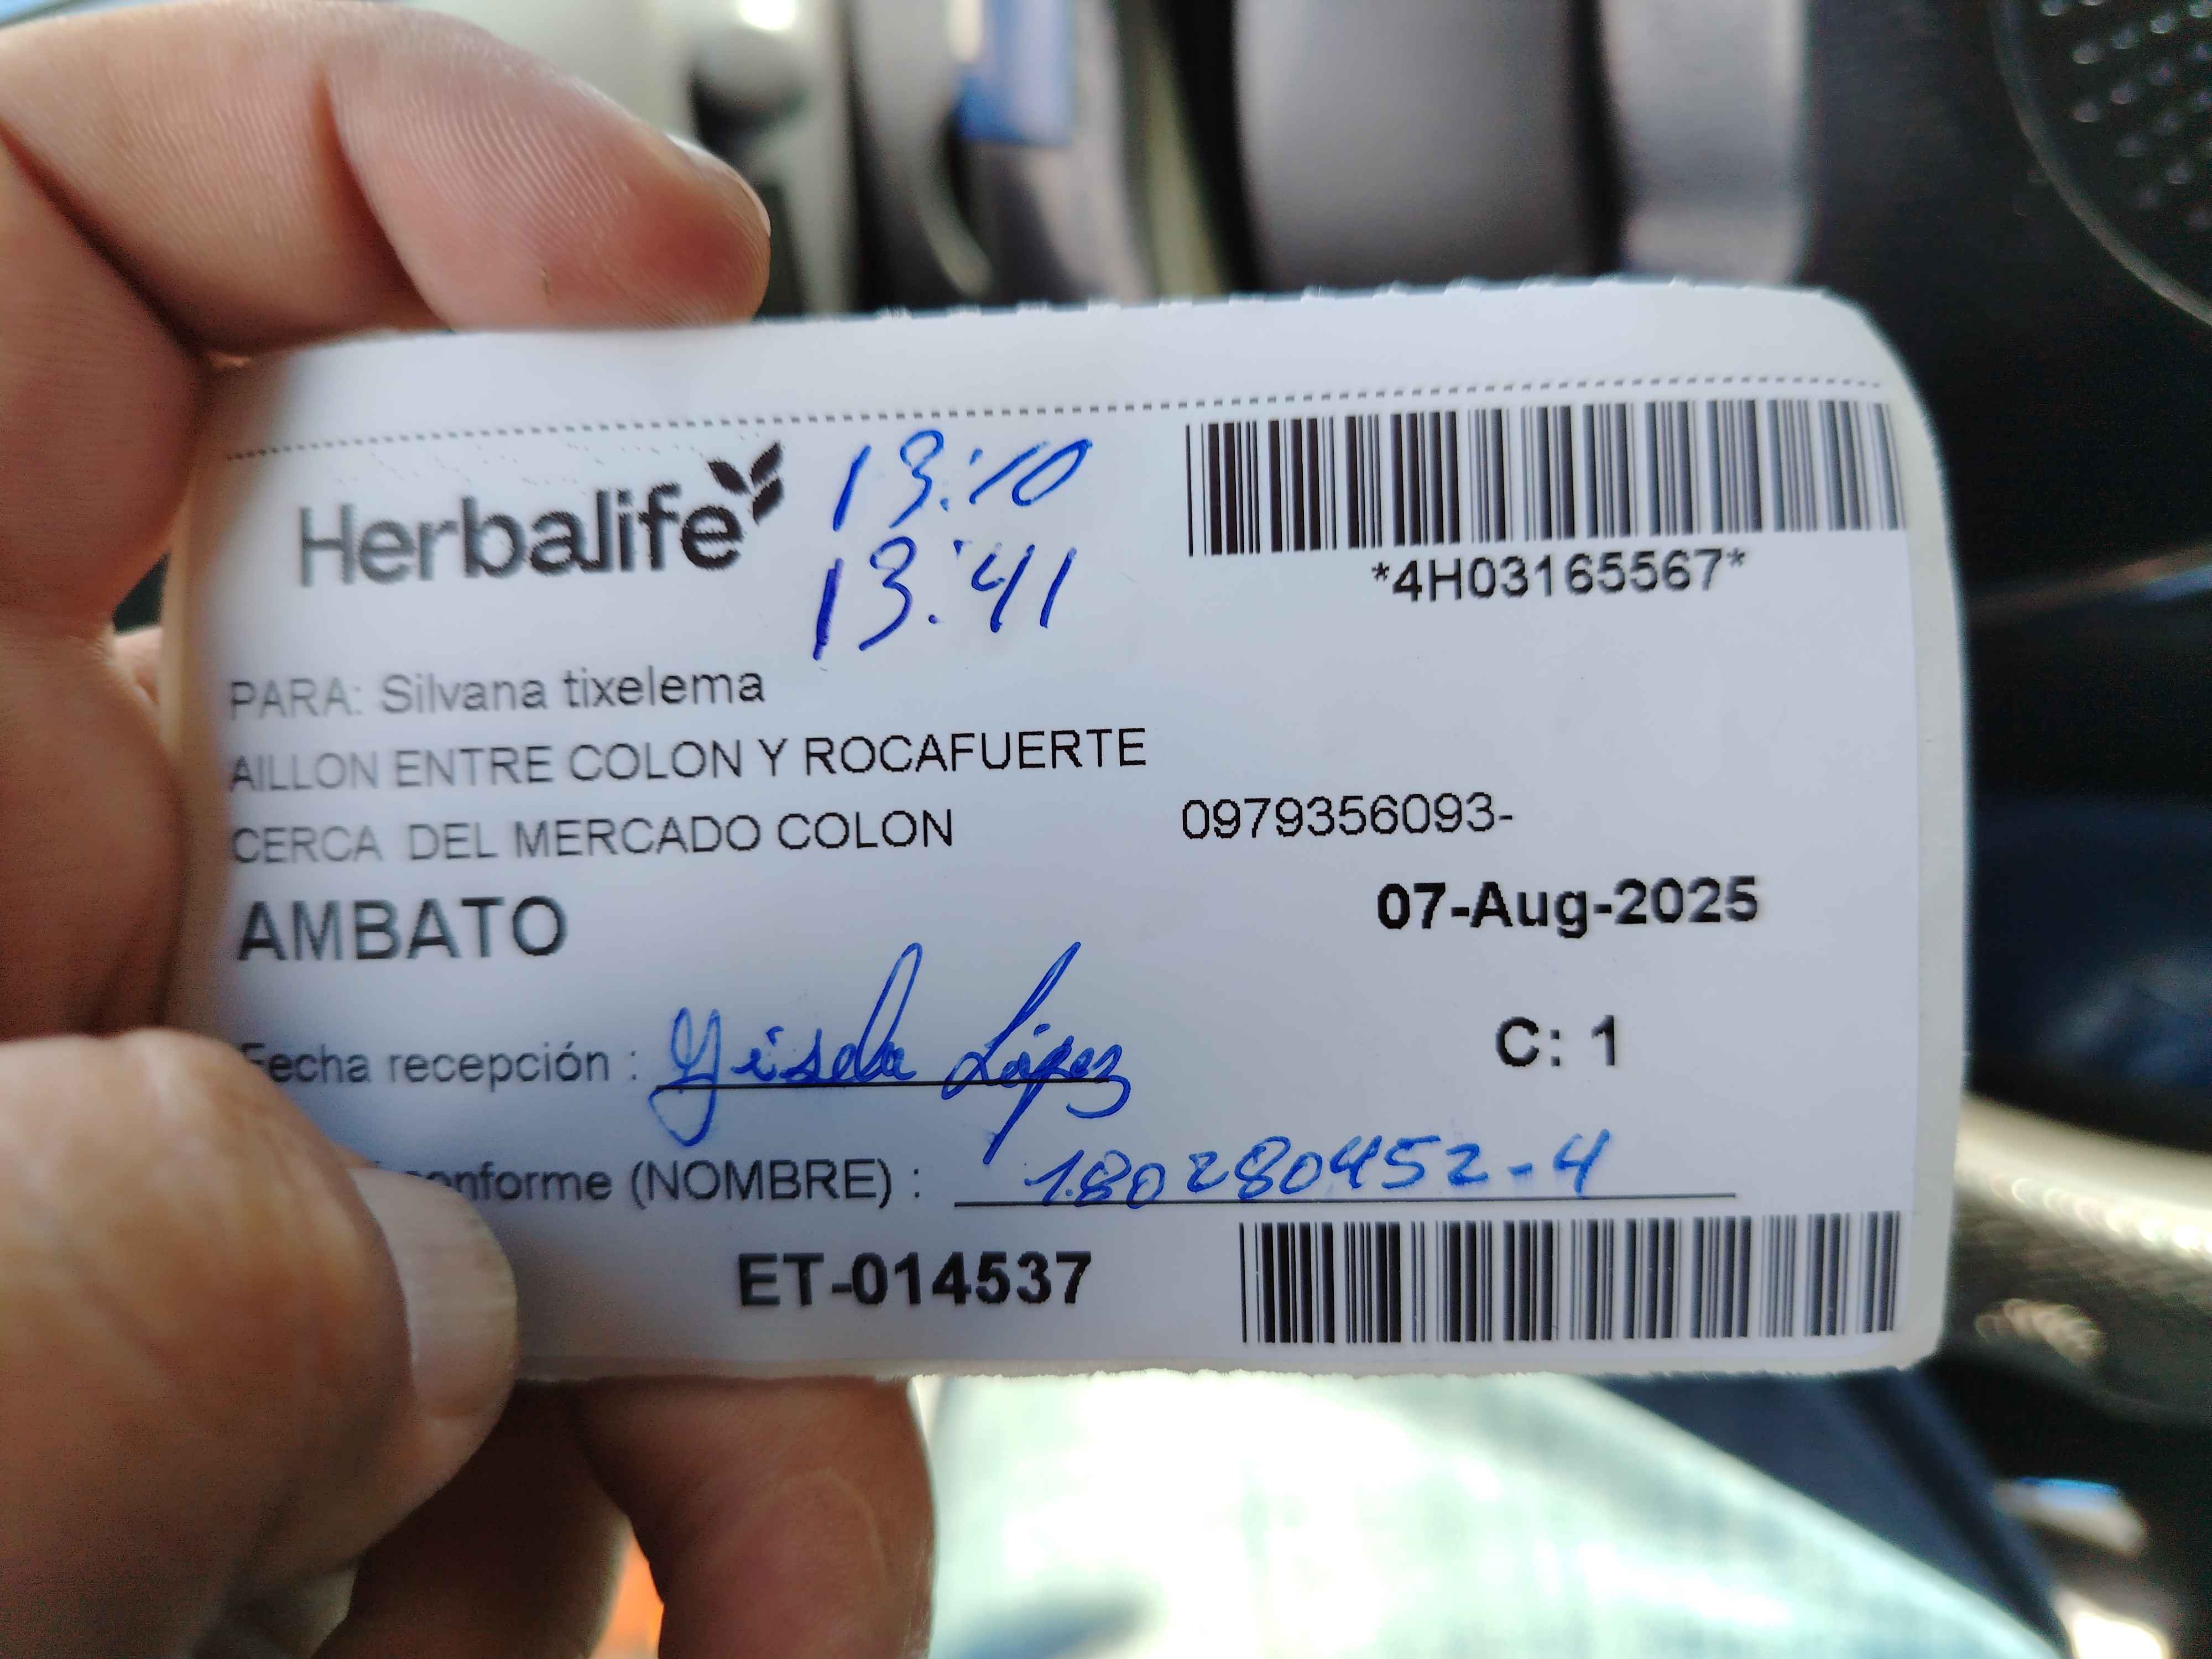 Herbalife
13:10
13:41
*4H03165567*
PARA: Silvana tixelema
AILLON ENTRE COLON Y ROCAFUERTE
CERCA DEL MERCADO COLON 0979356093-
AMBATO
07-Aug-2025
Fecha recepción : Gisela López
C: 1
conforme (NOMBRE) : 180280452-4
ET-014537